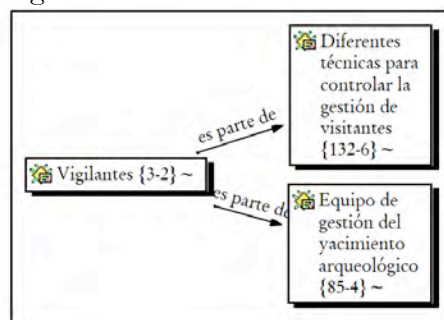 Diferentes
técnicas para
controlar la
gestión de
visitantes
{132-6} ~
es parte de
Vigilantes {3-2} ~
es parte de
Equipo de
gestión del
yacimiento
arqueológico
{85-4} ~